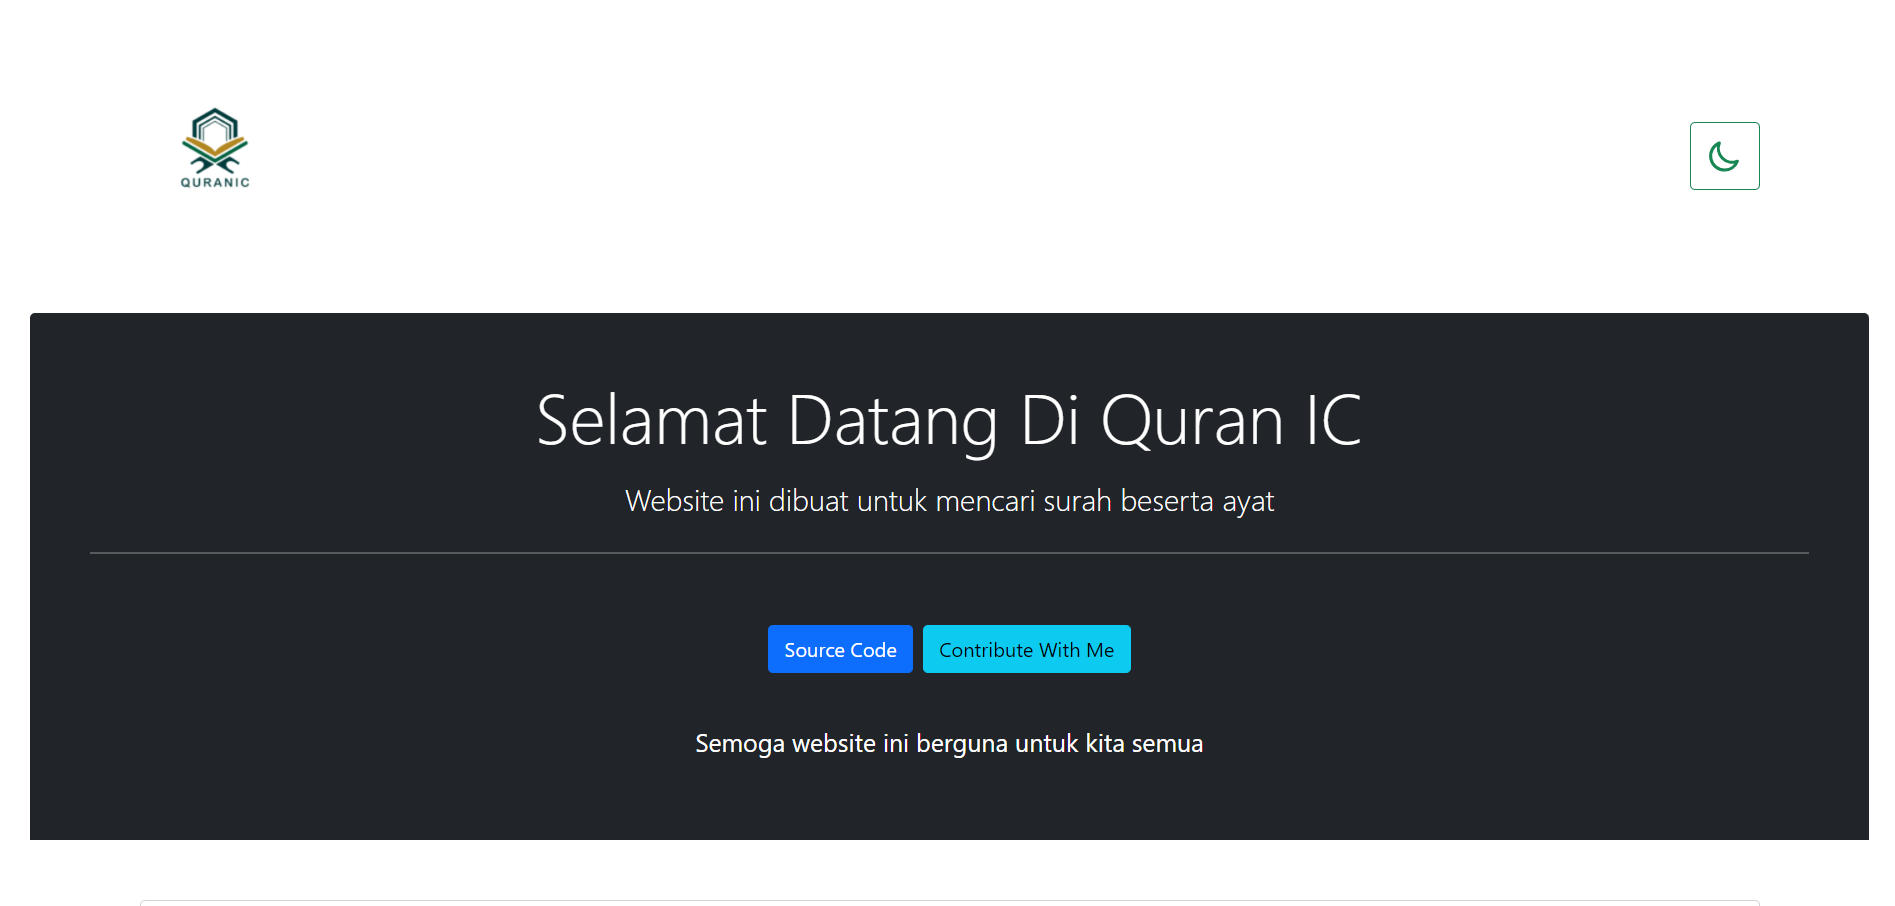 QURANIC
Selamat Datang Di Quran IC
Website ini dibuat untuk mencari surah beserta ayat
Source Code
Contribute With Me
Semoga website ini berguna untuk kita semua